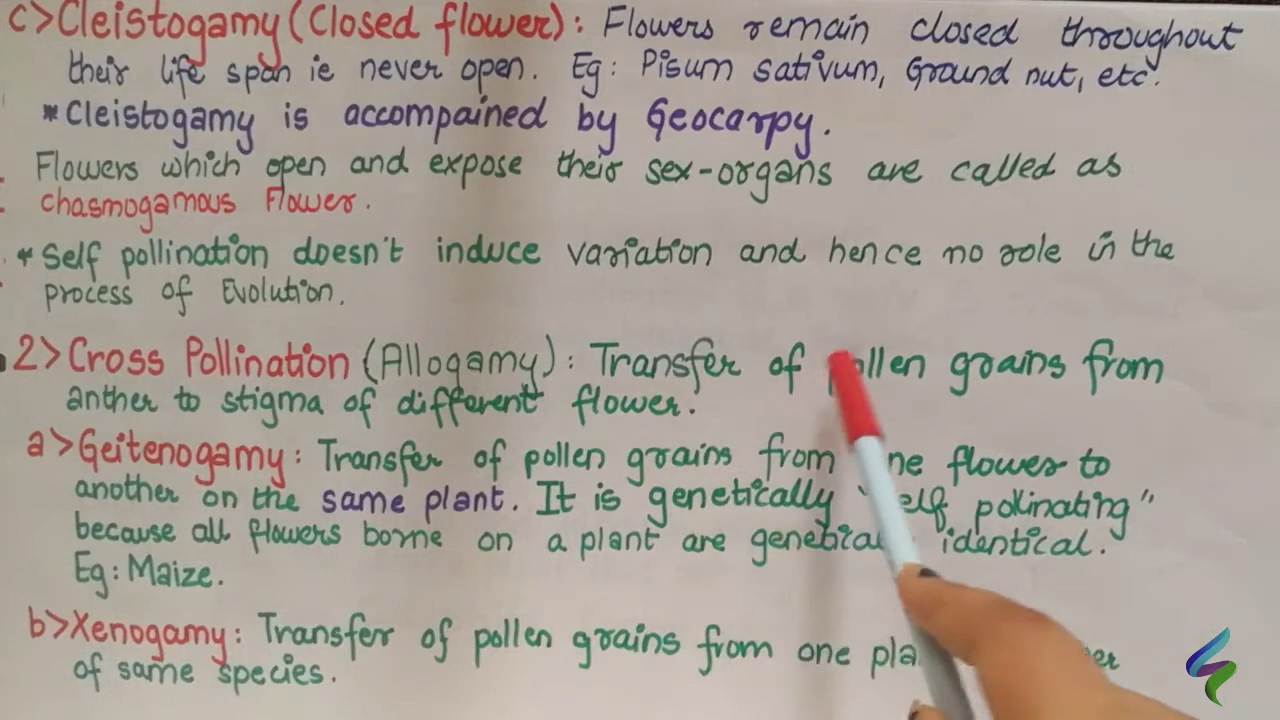 c>Cleistogamy (Closed flower): Flowers remain closed throughout
their life span ie never open. Eg: Pisum sativum, Ground nut, etc.
*Cleistogamy is accompained by Geocarpy.
Flowers which open and expose their sex-organs are called as
chasmogamous Flower.
* Self pollination doesn't induce variation and hence no role in the
process of Evolution.
2> Cross Pollination (Allogamy): Transfer of pollen grains from
anther to stigma of different flower.
a> Geitenogamy: Transfer of pollen grains from one flower to
another on the same plant. It is genetically "self pollinating"
because all flowers borne on a plant are genetical identical.
Eg: Maize.
b> Xenogamy: Transfer of pollen grains from one pla
of same species.